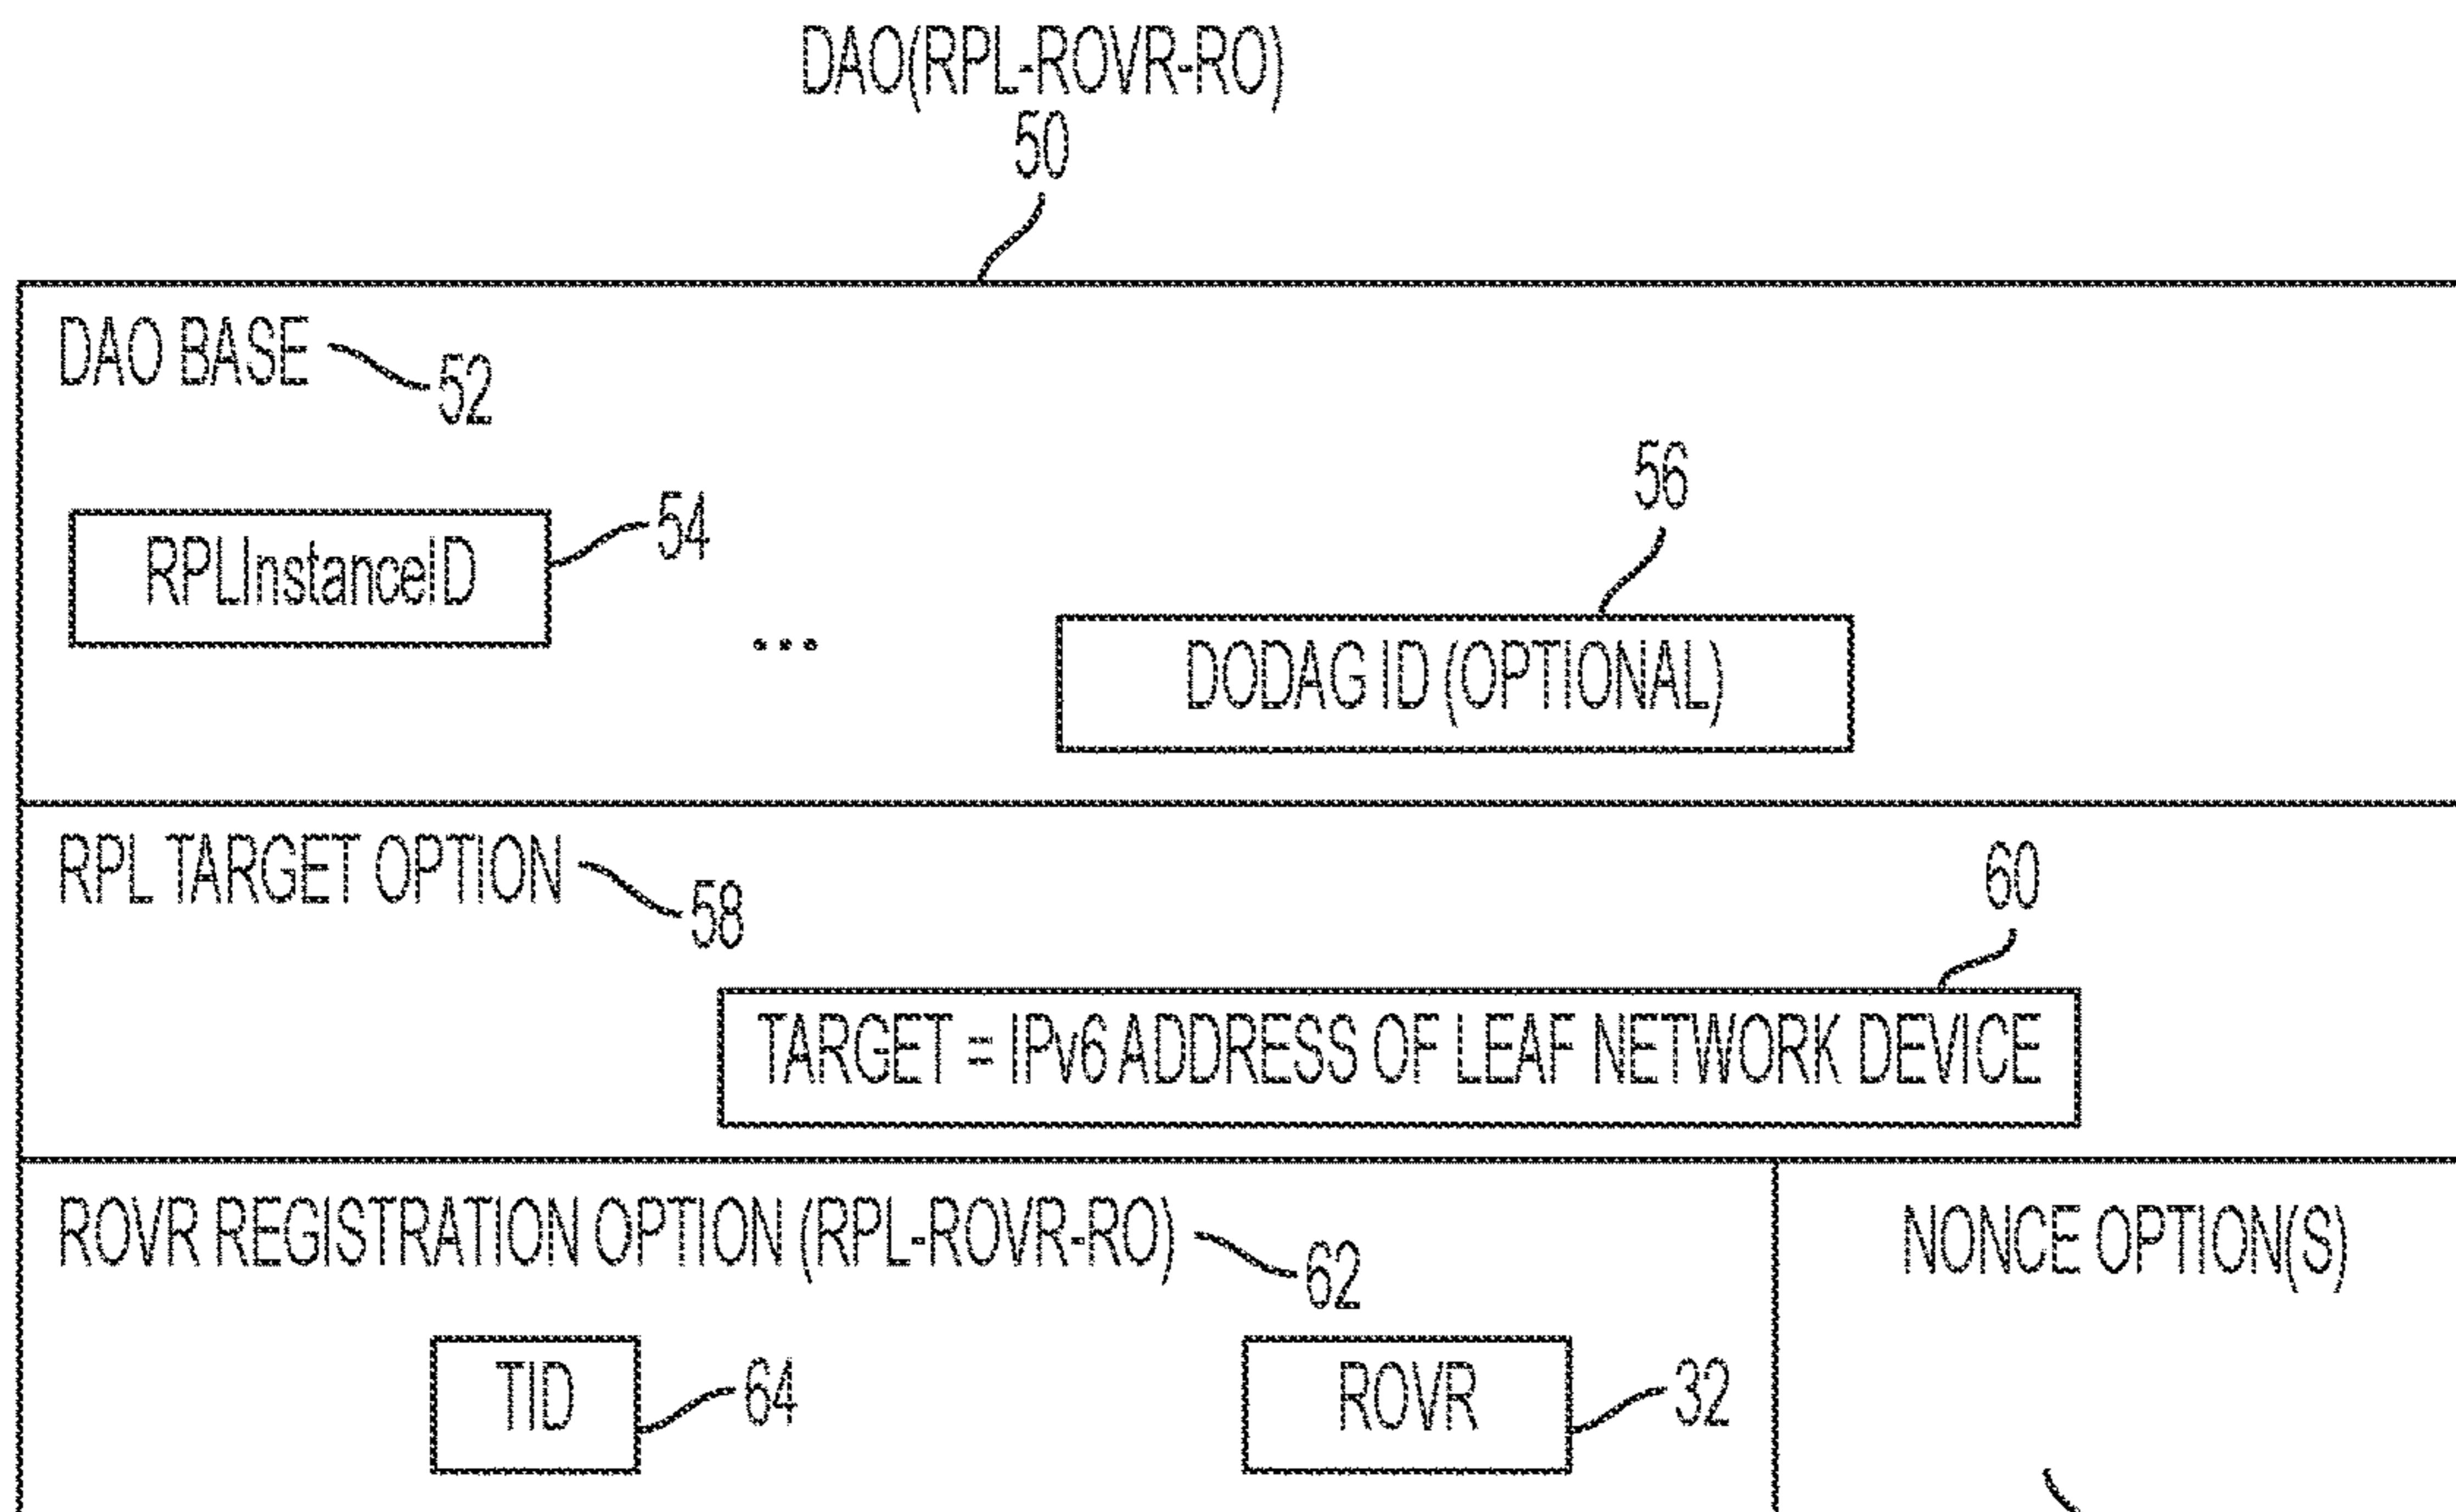 DAO(RPL-ROVR-RO)
50
DAO BASE 52
56
RPLInstanceID 54
...
DODAG ID (OPTIONAL)
RPL TARGET OPTION 58
60
TARGET = IPv6 ADDRESS OF LEAF NETWORK DEVICE
ROVR REGISTRATION OPTION (RPL-ROVR-RO) 62
NONCE OPTION(S)
TID 64
ROVR 32